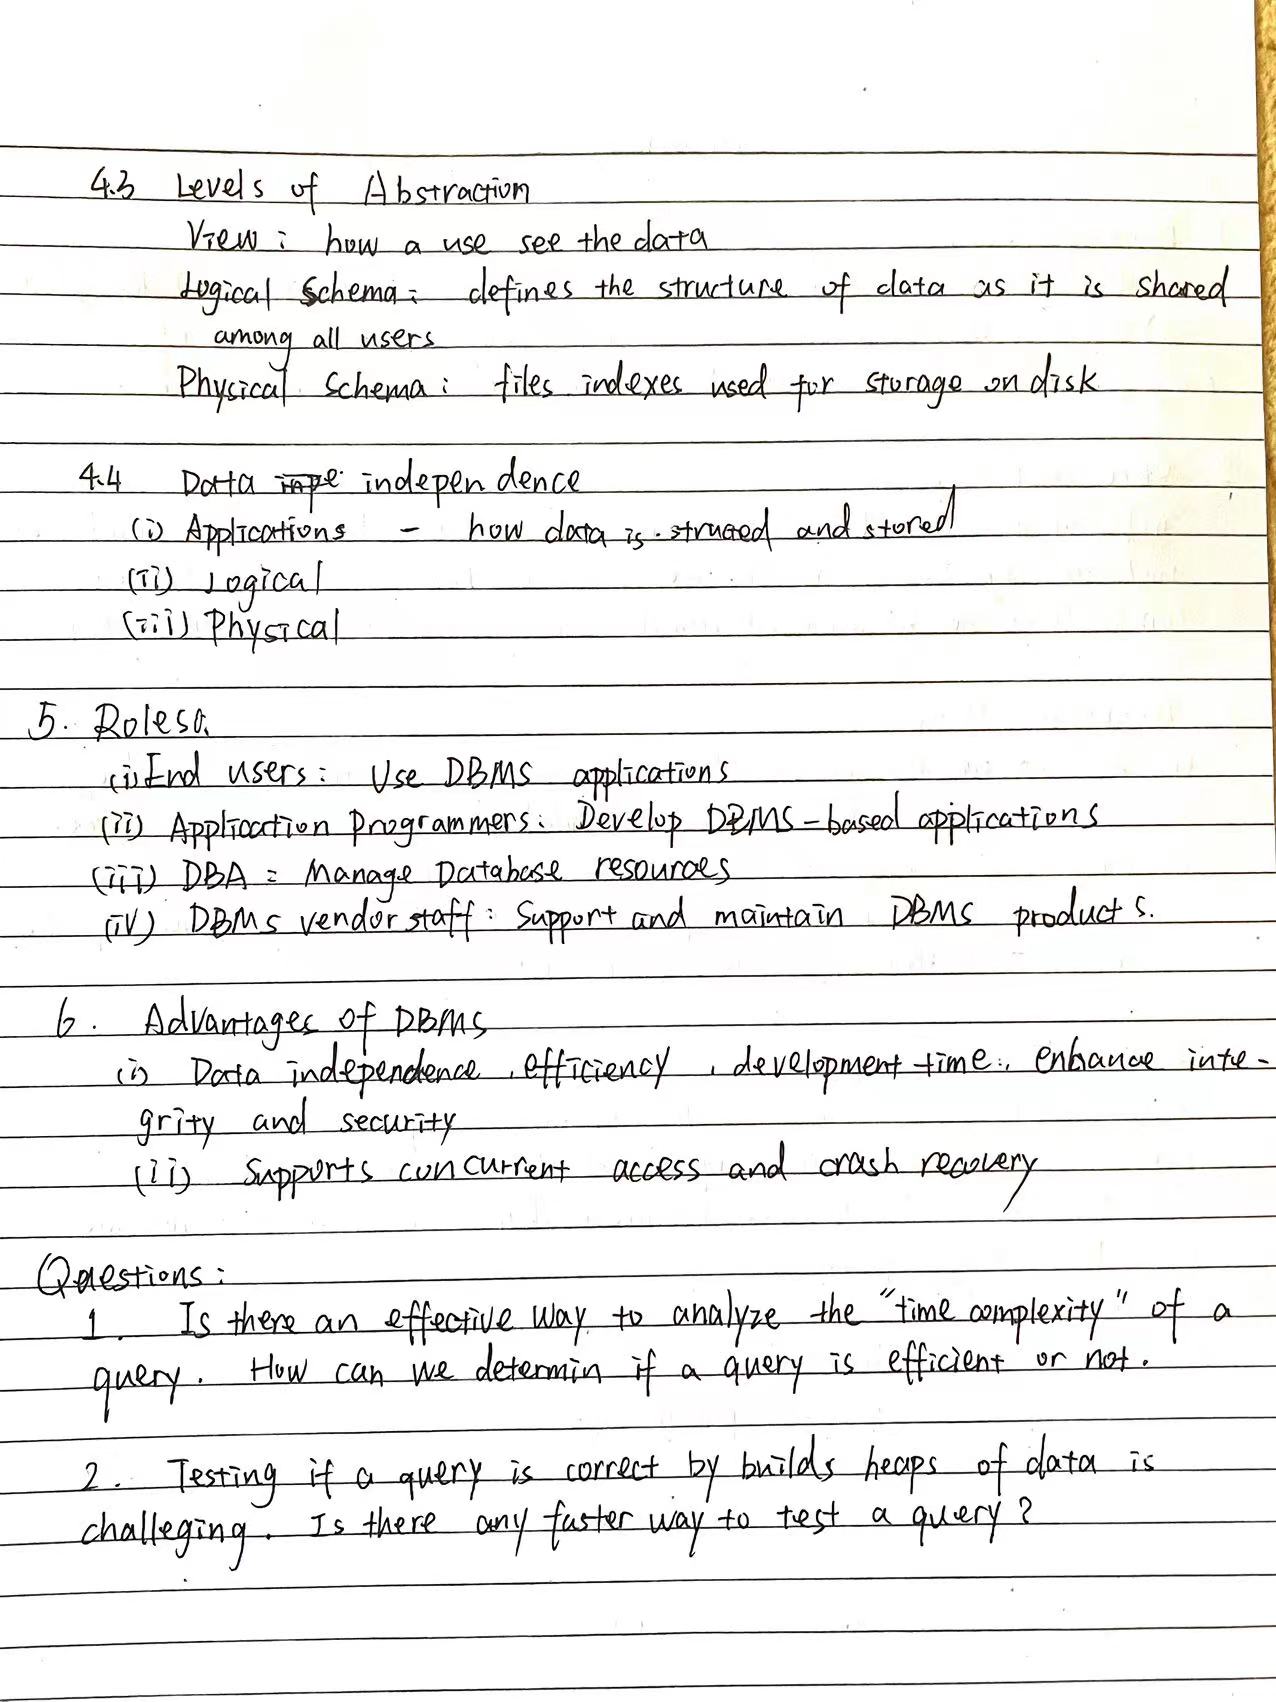 4.3 Levels of Abstraction
View: how a use see the data
Logical Schema: defines the structure of data as it is shared
among all users
Physical Schema: files indexes used for storage on disk
4.4 Data independence
(i) Applications - how data is structed and stored
(ii) Logical
(iii) Physical
5. Roles
(i) End users: Use DBMS applications
(ii) Application Programmers: Develop DBMS-based applications
(iii) DBA: Manage Database resources
(iv) DBMS vendor staff: Support and maintain DBMS products.
6. Advantages of DBMS
(i) Data independence, efficiency, development time, enhance inte-
grity and security
(ii) Supports concurrent access and crash recovery
Questions:
1. Is there an effective way to analyze the "time complexity" of a
query. How can we determin if a query is efficient or not.
2. Testing if a query is correct by builds heaps of data is
challeging. Is there any faster way to test a query?